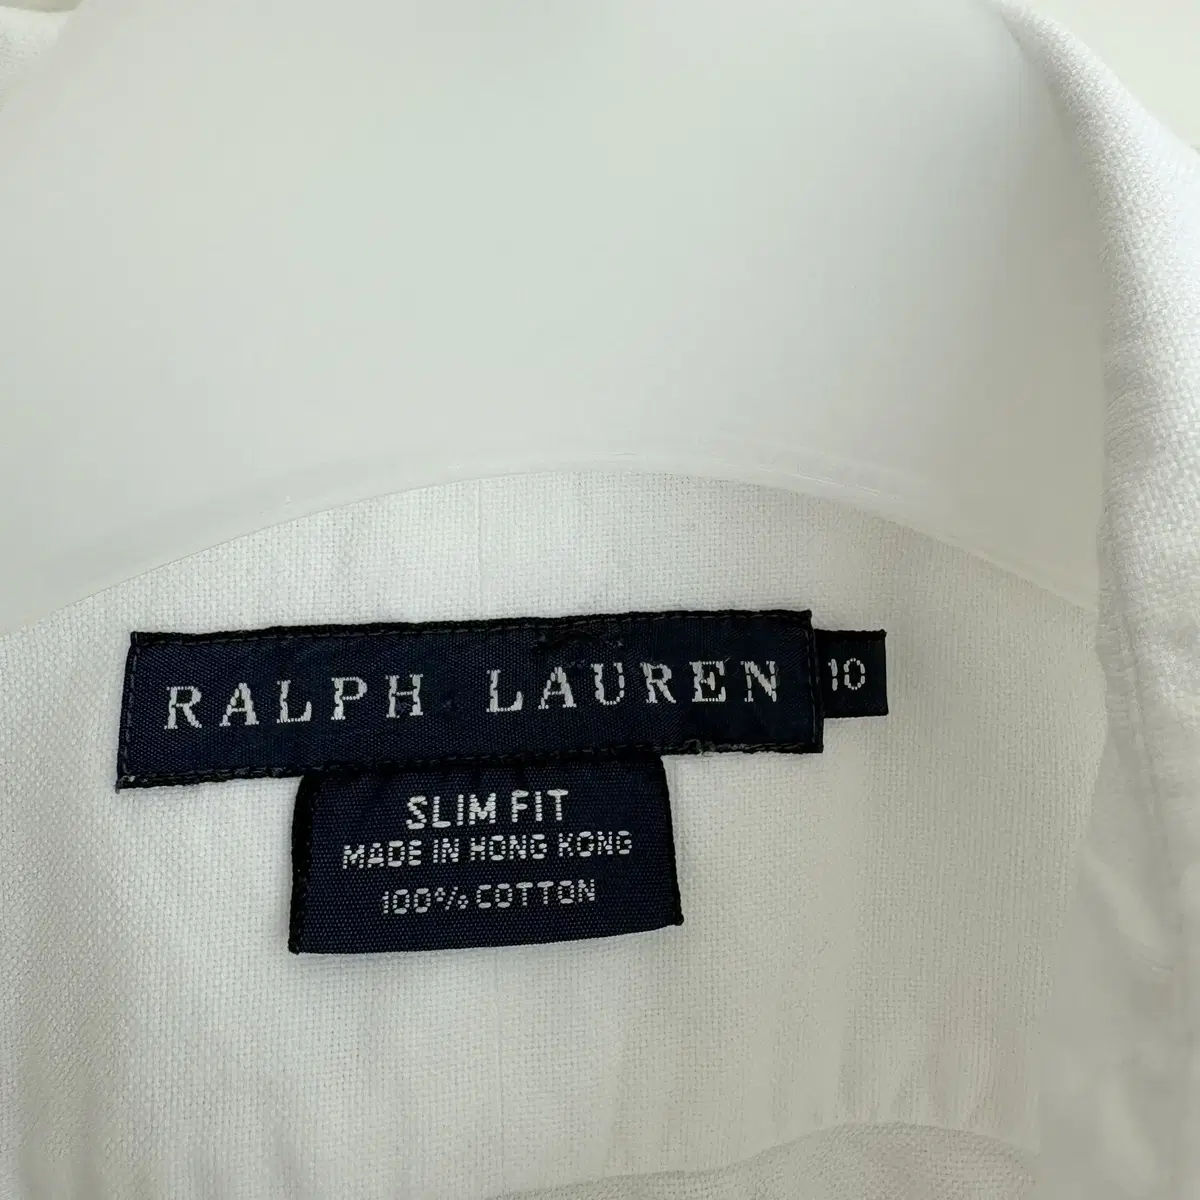 RALPH LAUREN 10
SLIM FIT
MADE IN HONG KONG
100% COTTON